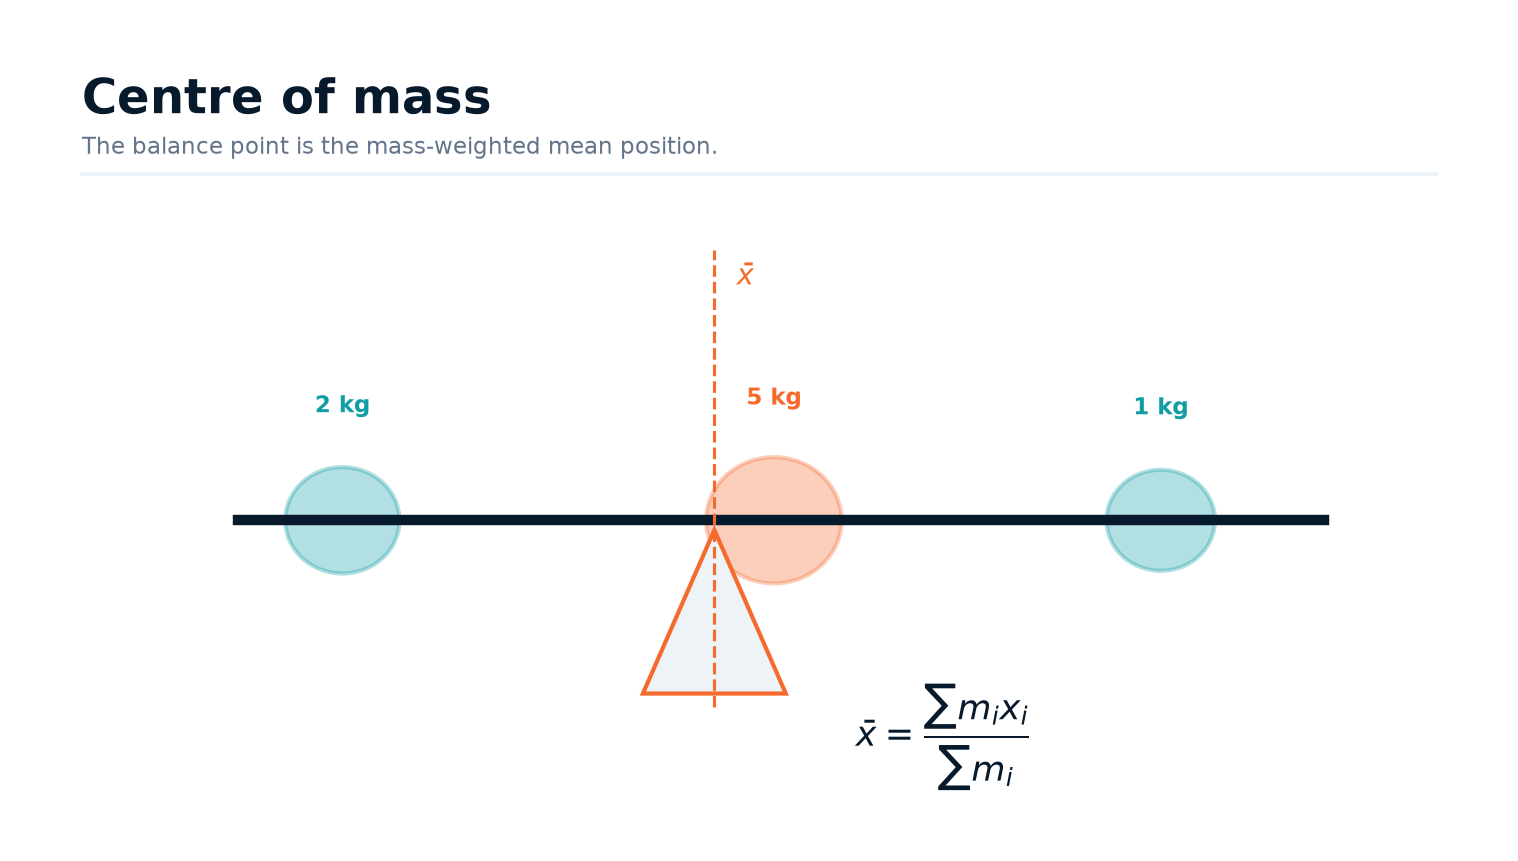 Centre of mass
The balance point is the mass-weighted mean position.
x̄
2 kg
5 kg
1 kg
x̄ = ∑mᵢxᵢ / ∑mᵢ